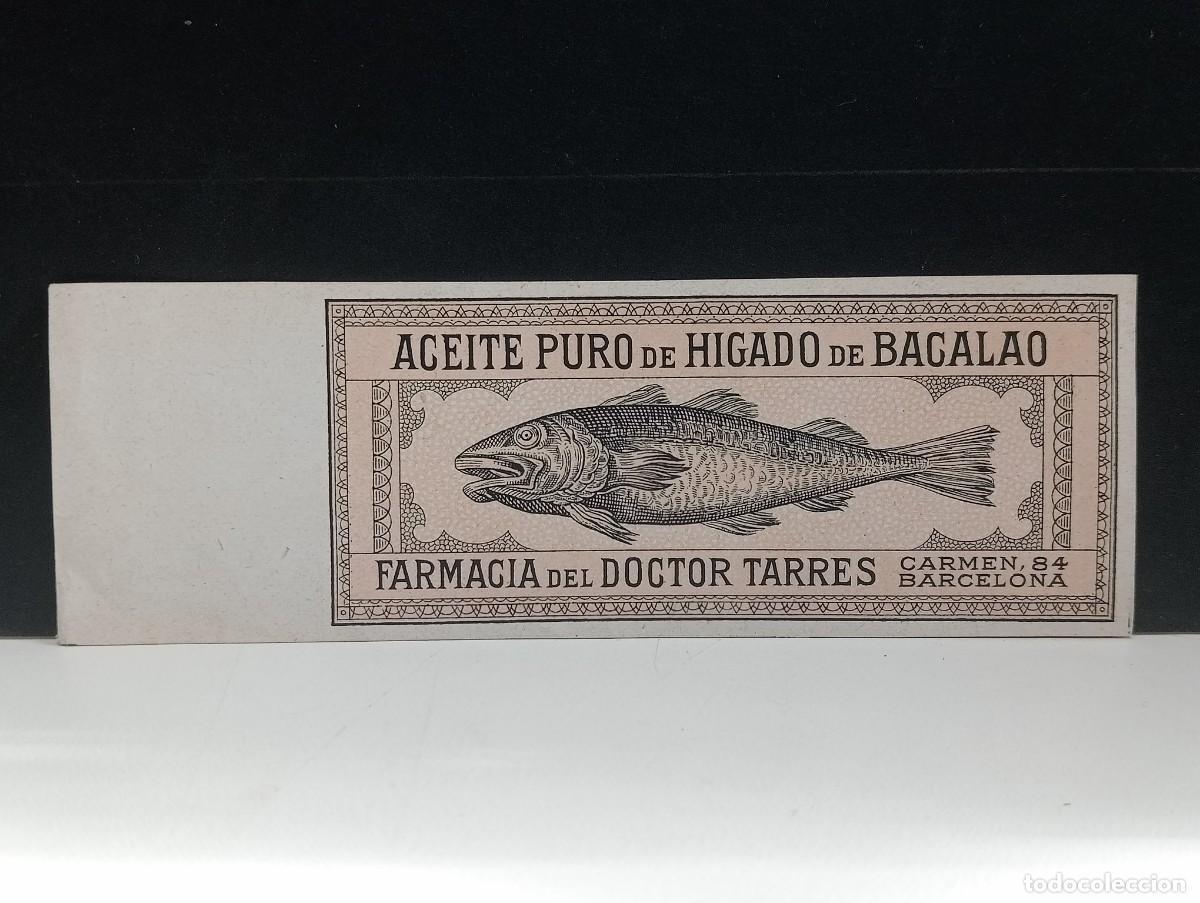 ACEITE PURO DE HIGADO DE BACALAO
FARMACIA DEL DOCTOR TARRES
CARMEN, 84
BARCELONA
todocoleccion